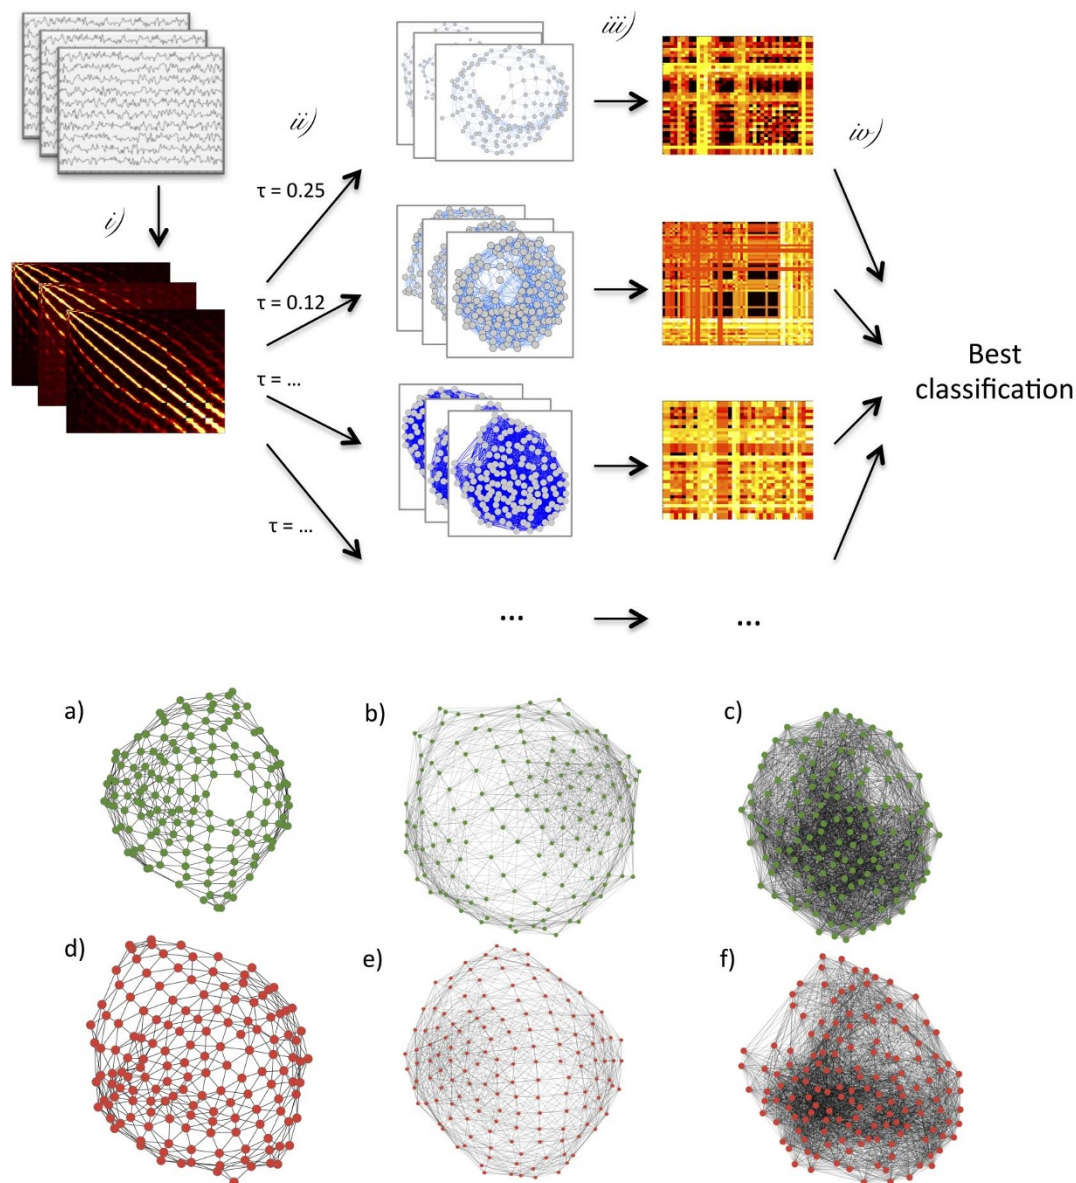 i)
ii)
iii)
iv)
τ = 0.25
τ = 0.12
τ = ...
τ = ...
Best
classification
...
...
a)
b)
c)
d)
e)
f)